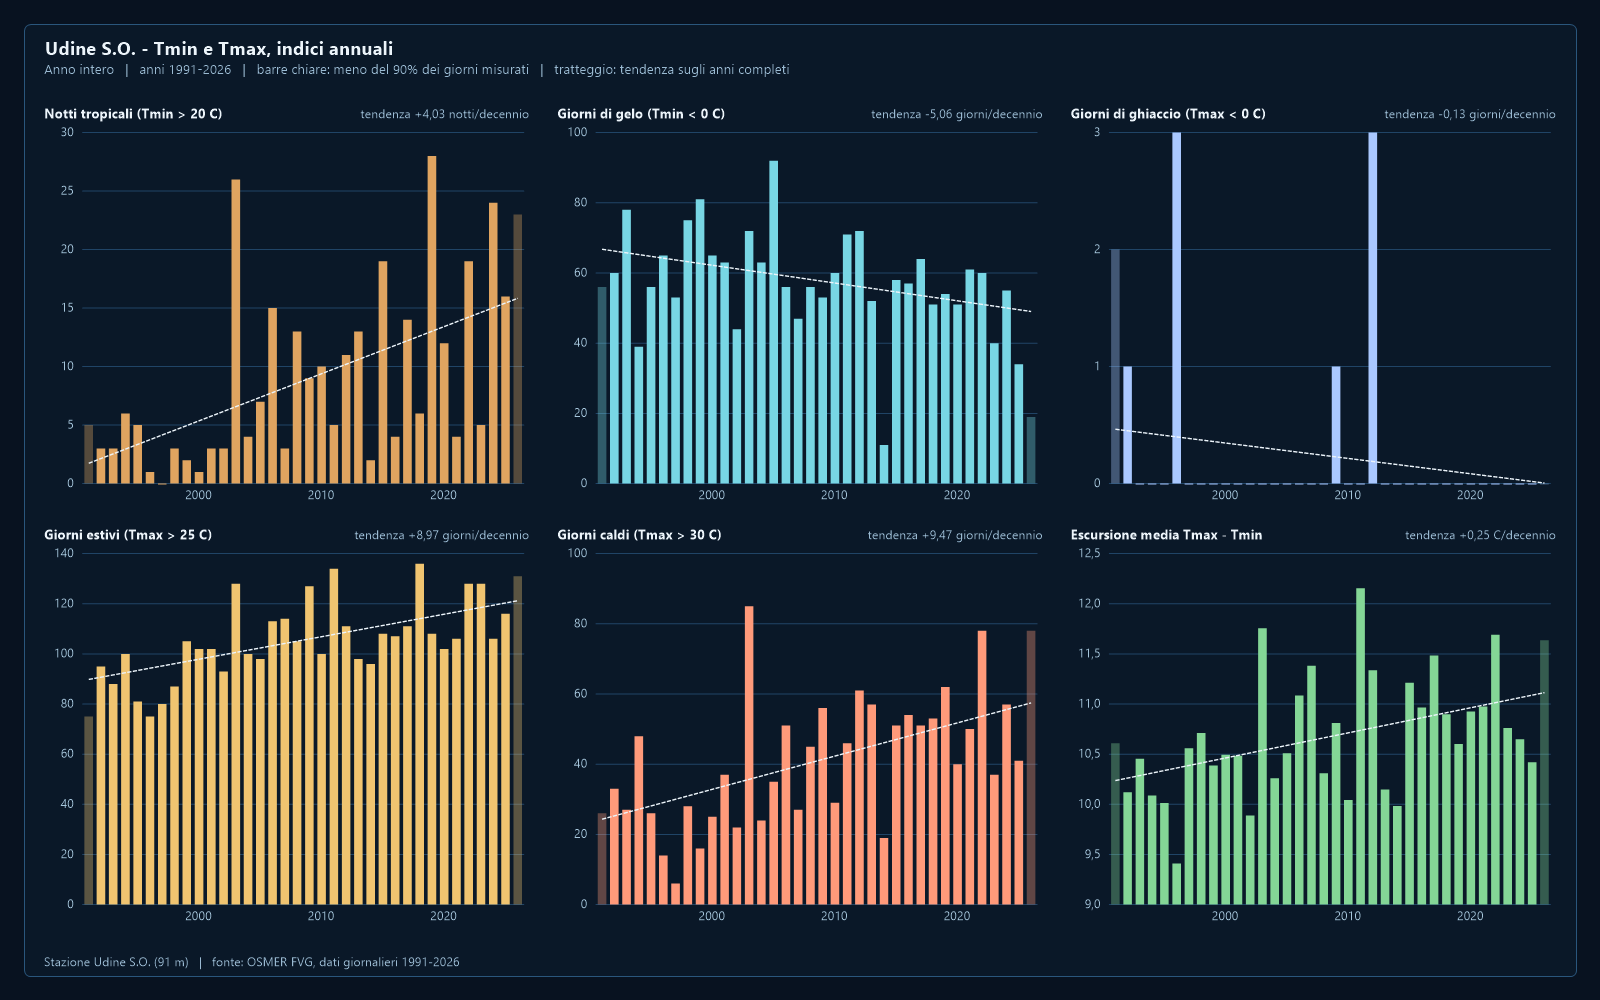 Udine S.O. - Tmin e Tmax, indici annuali
Anno intero | anni 1991-2026 | barre chiare: meno del 90% dei giorni misurati | tratteggio: tendenza sugli anni completi
Notti tropicali (Tmin > 20 C) tendenza +4,03 notti/decennio
30
25
20
15
10
5
0
2000 2010 2020
Giorni di gelo (Tmin < 0 C) tendenza -5,06 giorni/decennio
100
80
60
40
20
0
2000 2010 2020
Giorni di ghiaccio (Tmax < 0 C) tendenza -0,13 giorni/decennio
3
2
1
0
2000 2010 2020
Giorni estivi (Tmax > 25 C) tendenza +8,97 giorni/decennio
140
120
100
80
60
40
20
0
2000 2010 2020
Giorni caldi (Tmax > 30 C) tendenza +9,47 giorni/decennio
100
80
60
40
20
0
2000 2010 2020
Escursione media Tmax - Tmin tendenza +0,25 C/decennio
12,5
12,0
11,5
11,0
10,5
10,0
9,5
9,0
2000 2010 2020
Stazione Udine S.O. (91 m) | fonte: OSMER FVG, dati giornalieri 1991-2026